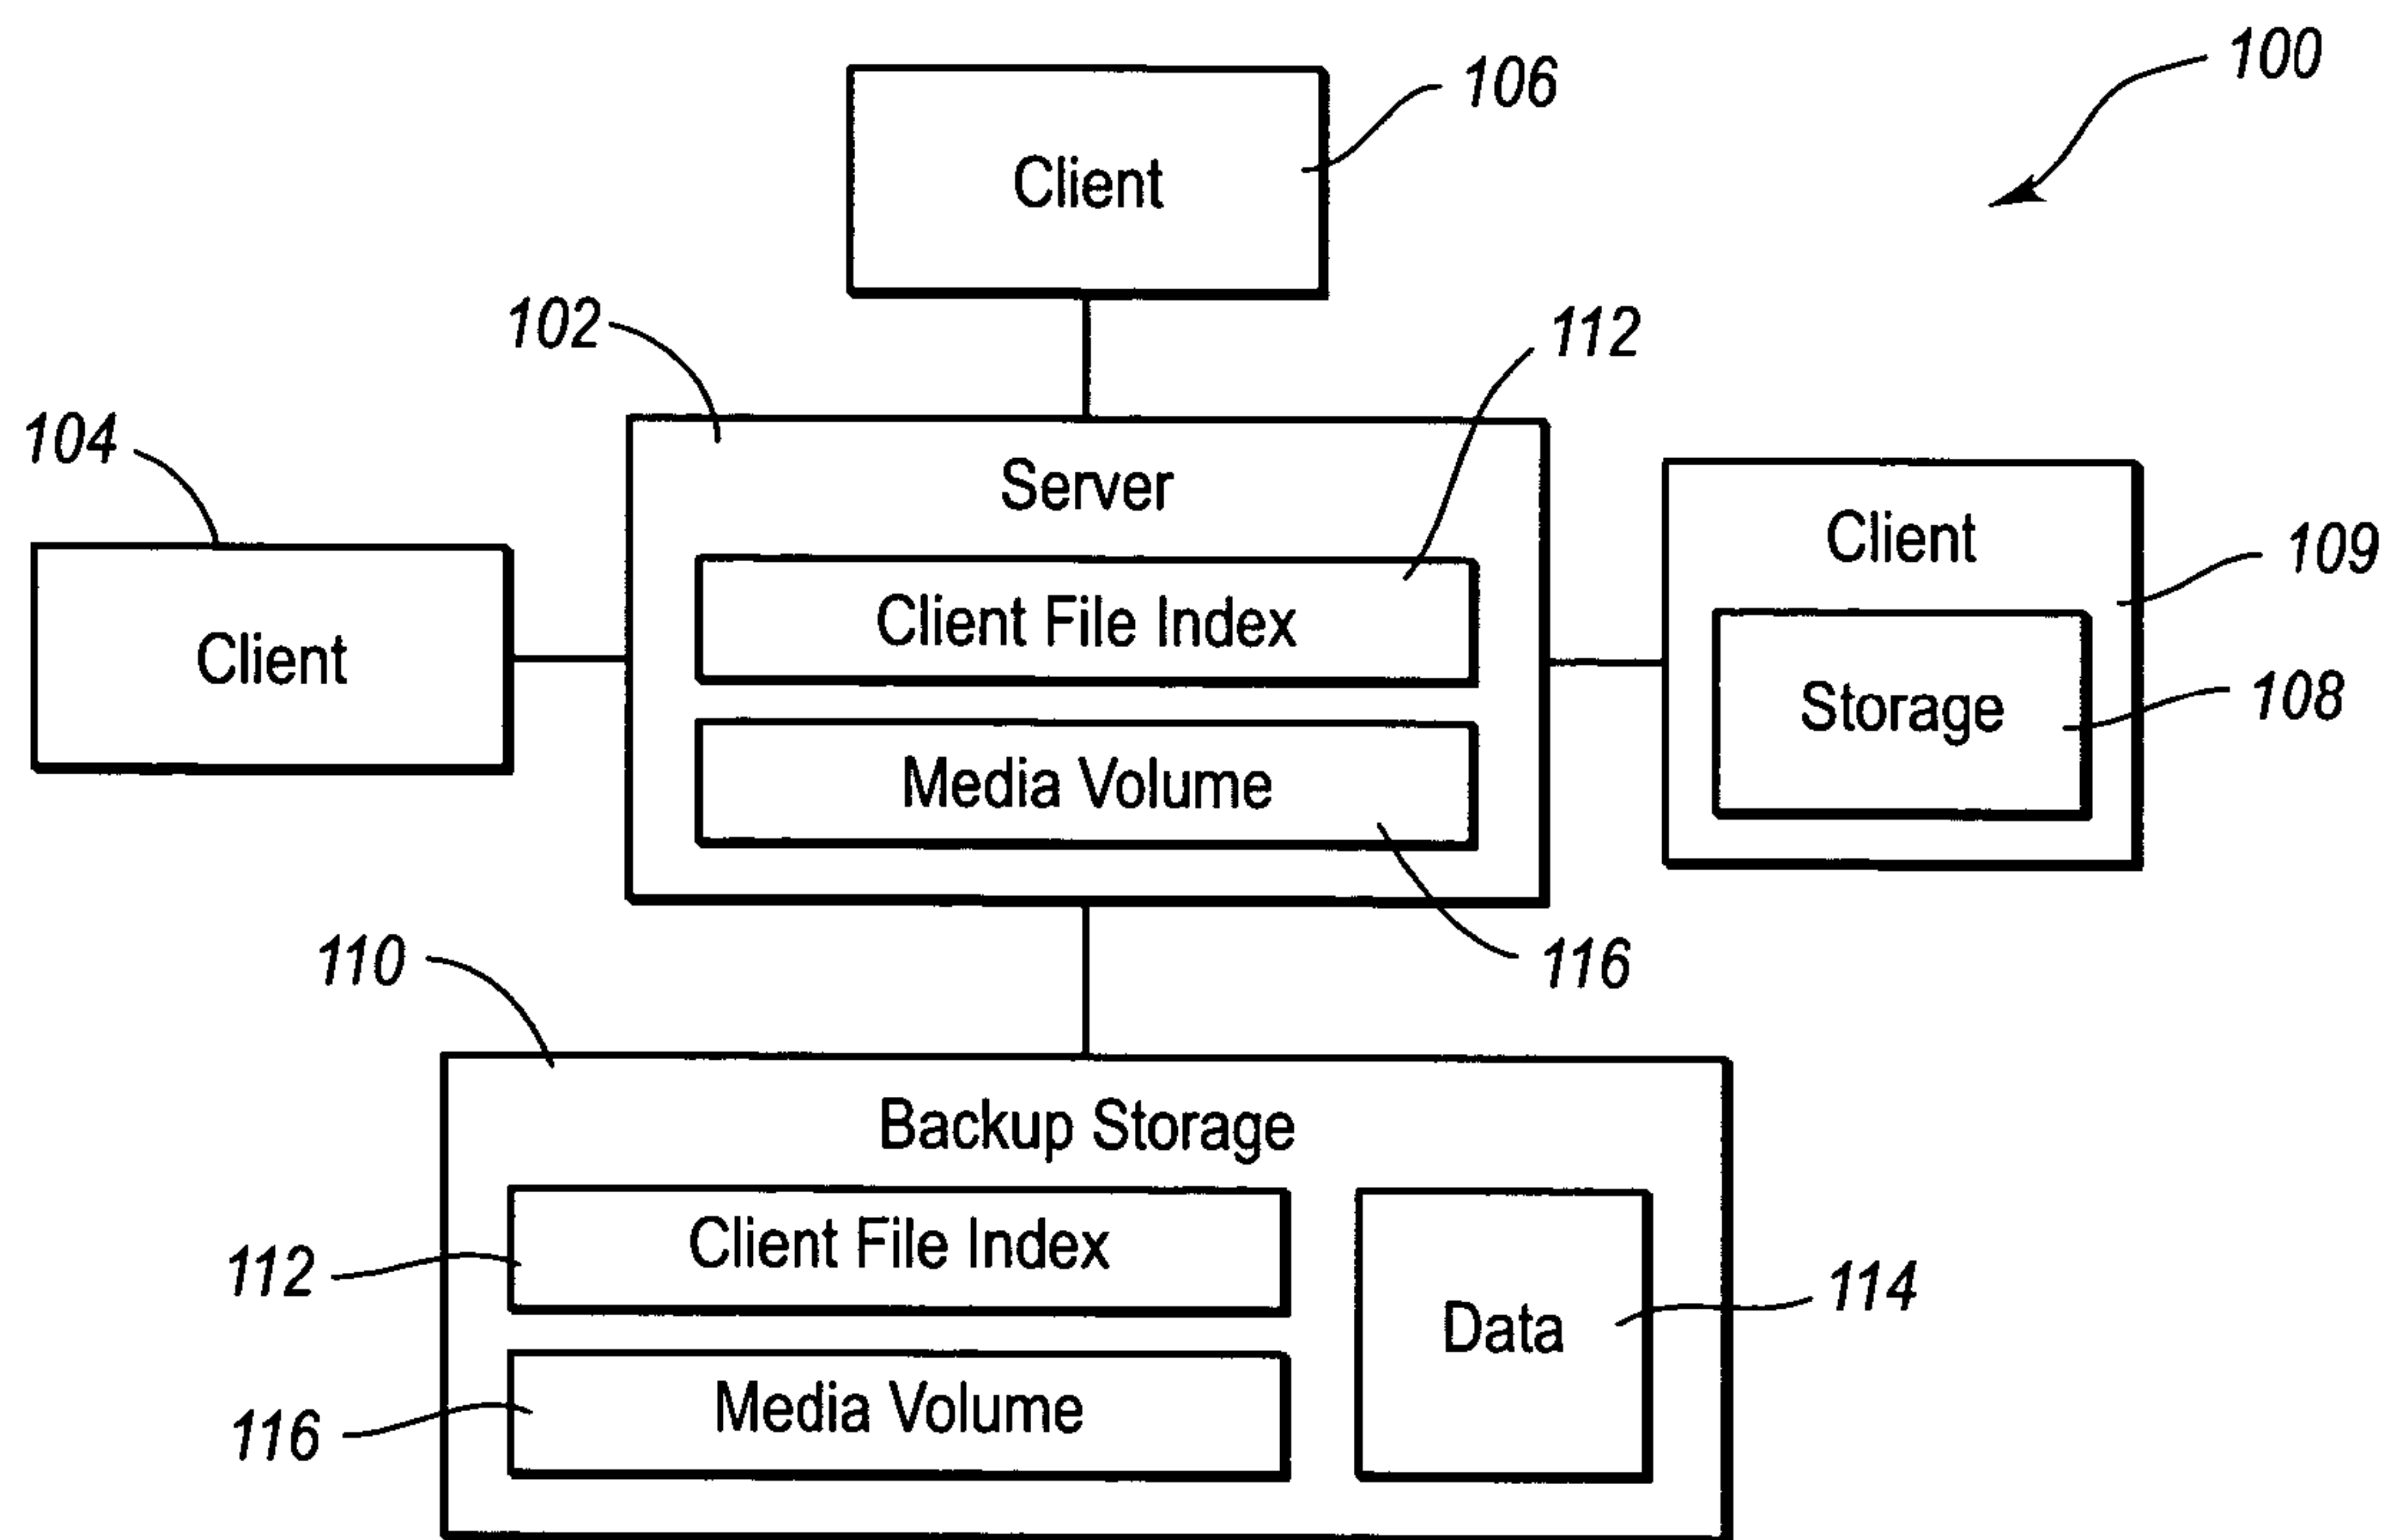 100
106
Client
102
112
104
Server
Client
109
Client File Index
Client
Storage
108
Media Volume
110
116
Backup Storage
Client File Index
112
114
Data
Media Volume
116